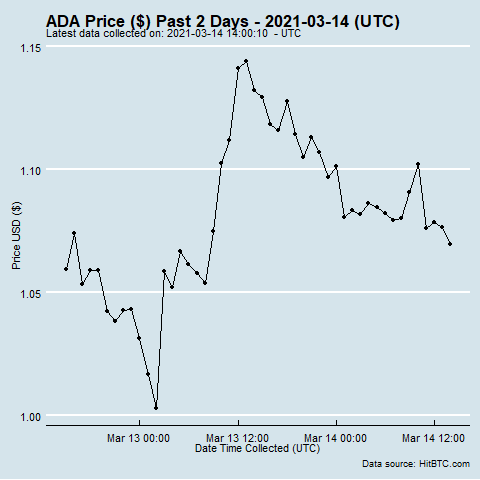 ADA Price ($) Past 2 Days - 2021-03-14 (UTC)
Latest data collected on: 2021-03-14 14:00:10  - UTC
1.15
1.10
1.05
1.00
Price USD ($)
Mar 13 00:00
Mar 13 12:00
Mar 14 00:00
Mar 14 12:00
Date Time Collected (UTC)
Data source: HitBTC.com